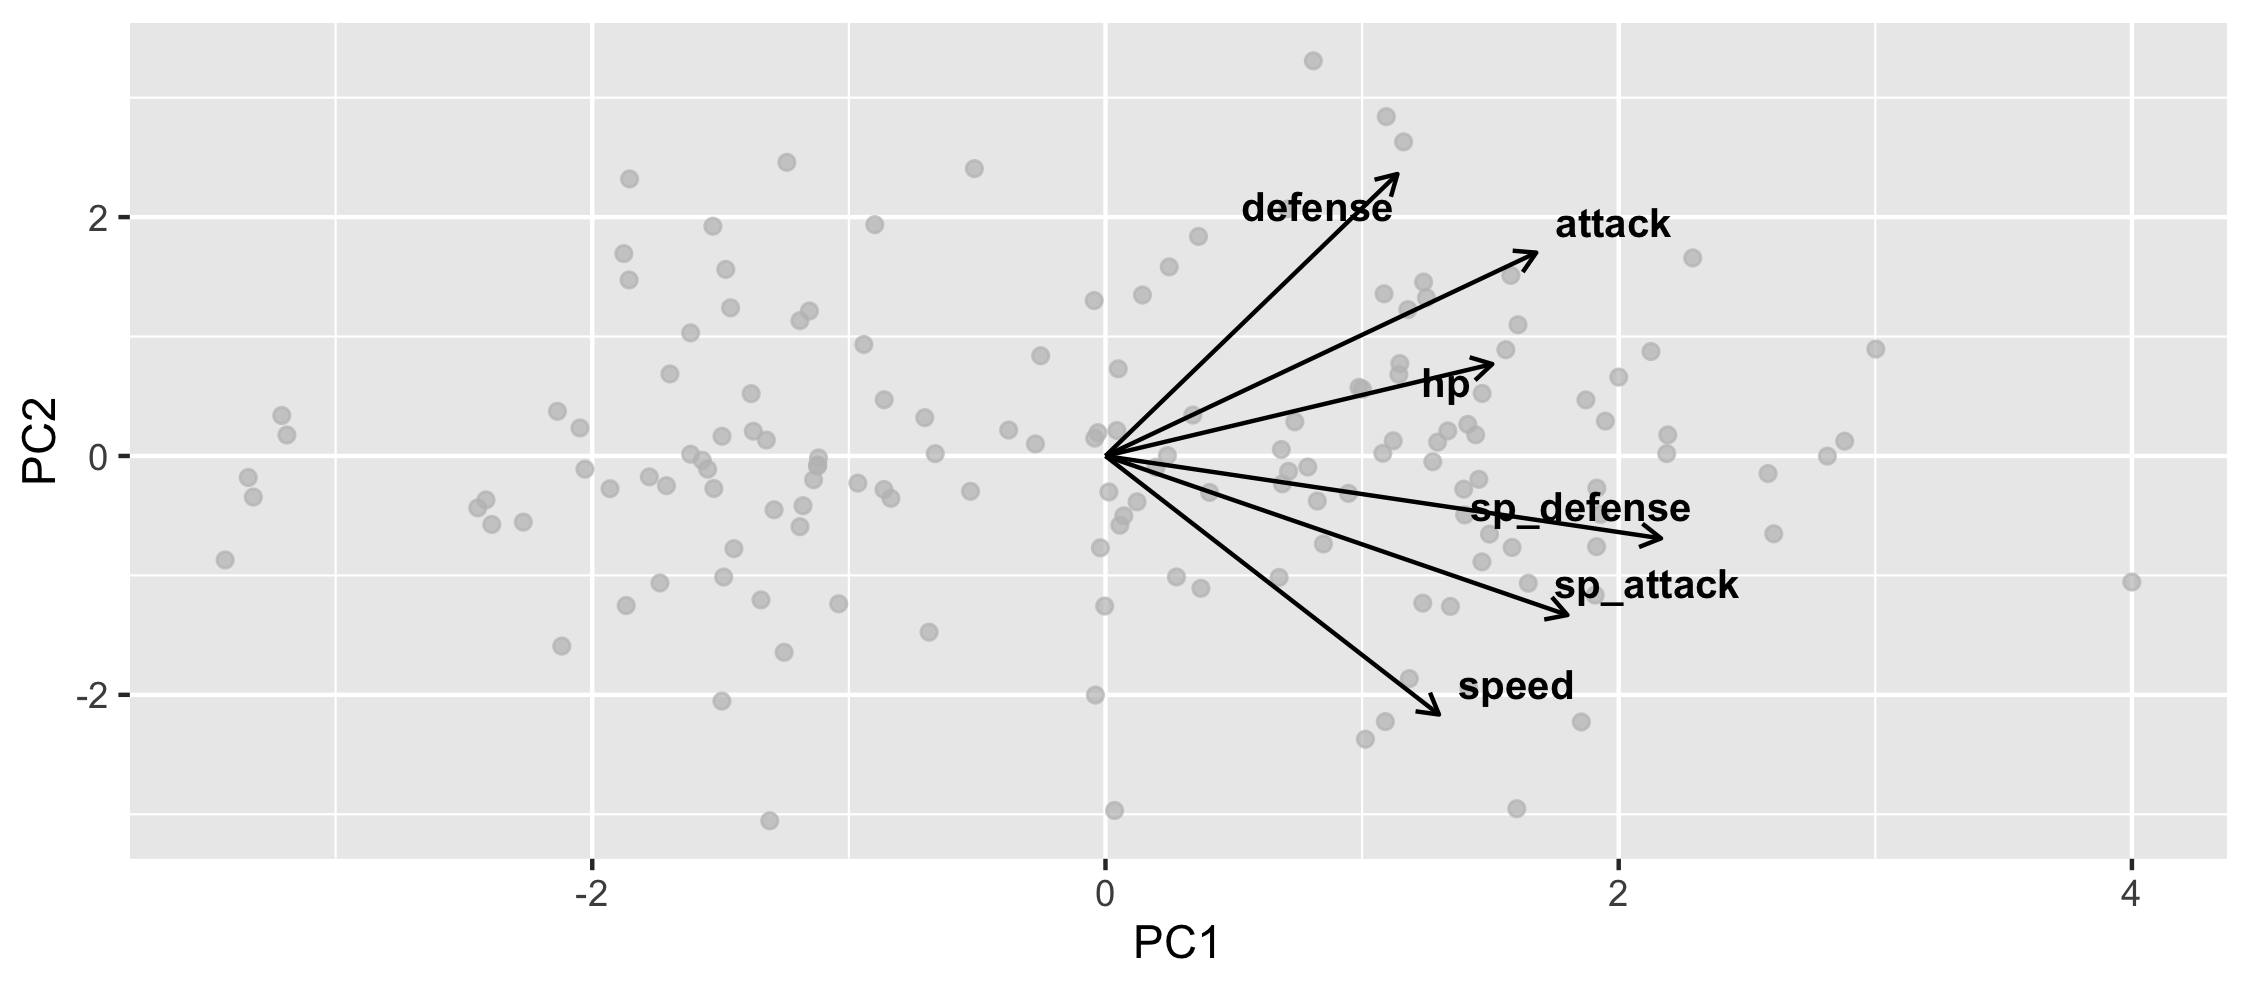 defense
attack
hp
sp_defense
sp_attack
speed
2
0
-2
PC2
-2
0
2
4
PC1